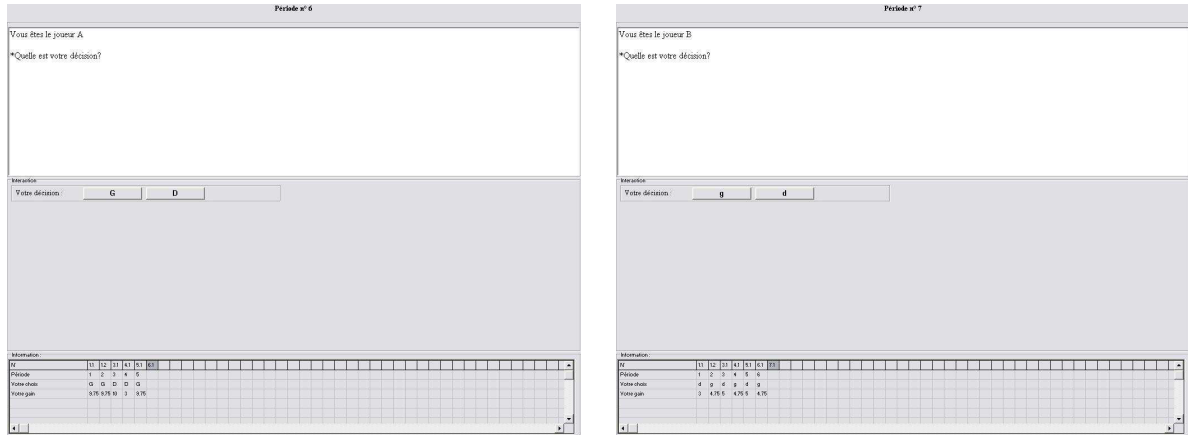 Période n° 6
Vous êtes le joueur A
*Quelle est votre décision?
Interaction
Votre décision :
G
D
Information :
N°
1.1 1.2 3.1 4.1 5.1 6.1
Période 1 2 3 4 5
Votre choix G G D D G
Votre gain 9.75 9.75 10 3 9.75
Période n° 7
Vous êtes le joueur B
*Quelle est votre décision?
Interaction
Votre décision :
g
d
Information :
N°
1.1 1.2 3.1 4.1 5.1 6.1 7.1
Période 1 2 3 4 5 6
Votre choix d g d g d g
Votre gain 3 4.75 5 4.75 5 4.75